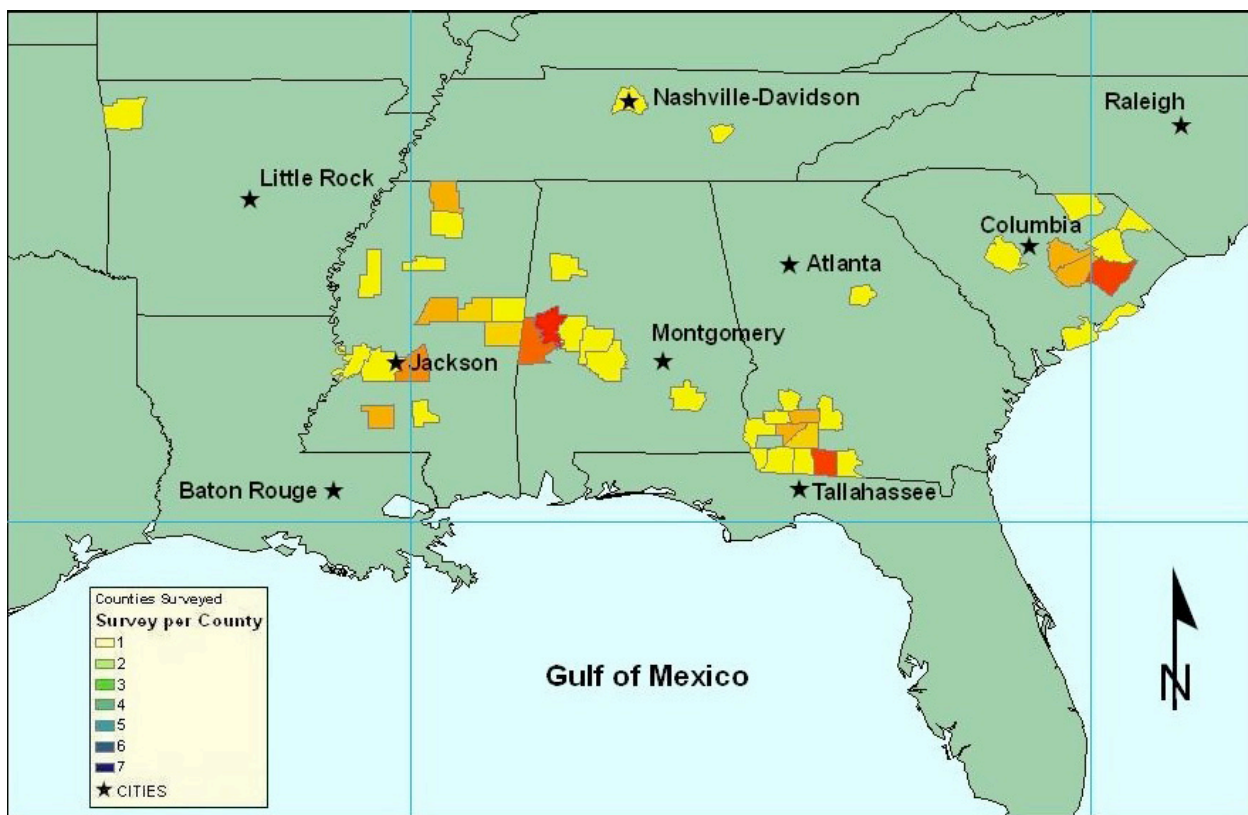 Nashville-Davidson
Raleigh
Little Rock
Columbia
Atlanta
Montgomery
Jackson
Baton Rouge
Tallahassee
Counties Surveyed
Survey per County
1
2
3
4
5
6
7
CITIES
Gulf of Mexico
N